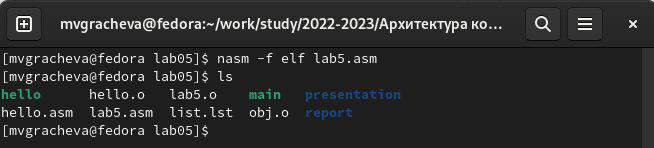 mvgracheva@fedora:~/work/study/2022-2023/Архитектура ко...
[mvgracheva@fedora lab05]$ nasm -f elf lab5.asm
[mvgracheva@fedora lab05]$ ls
hello hello.o lab5.o main presentation
hello.asm lab5.asm list.lst obj.o report
[mvgracheva@fedora lab05]$